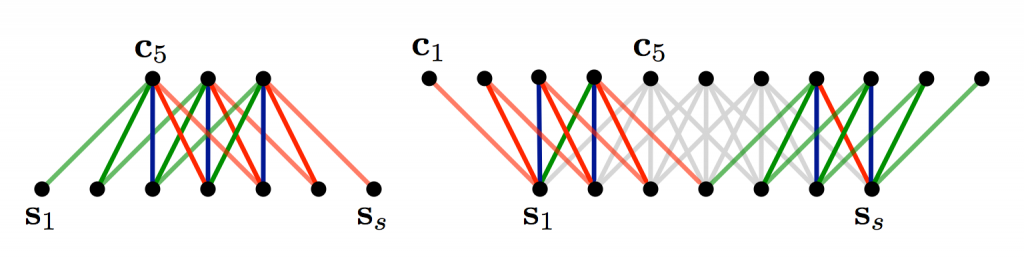 c₅ c₁ c₅
s₁ sₛ s₁ sₛ